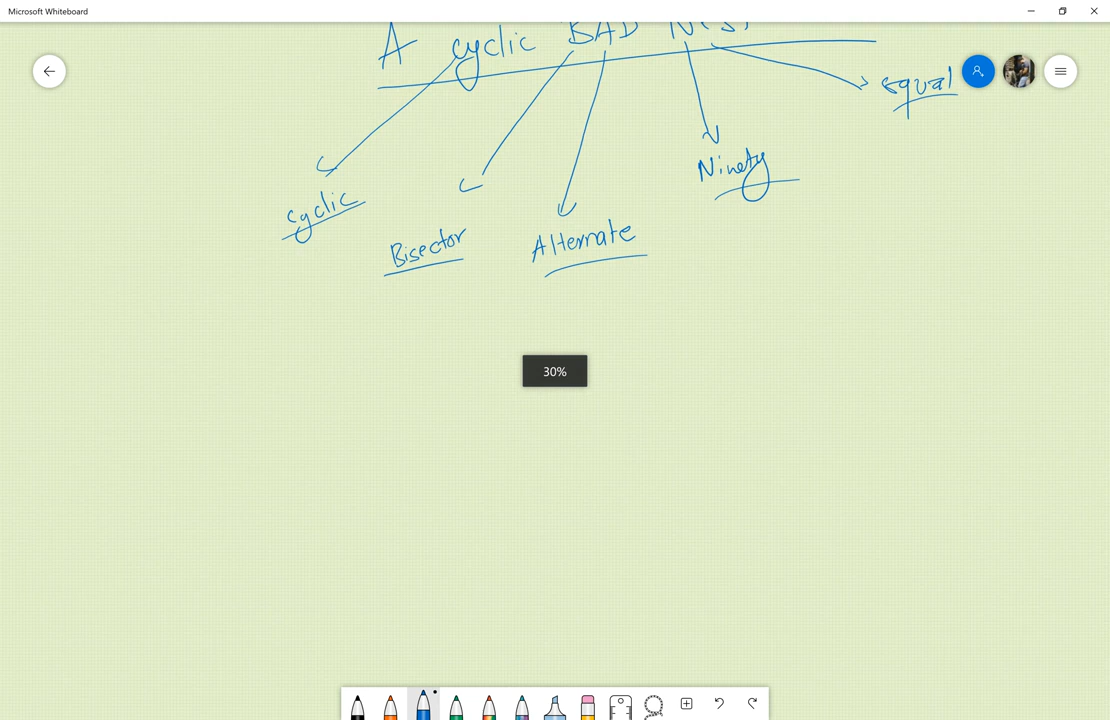 Microsoft Whiteboard
A cyclic BAD
equal
Ninety
cyclic
Bisector
Alternate
30%